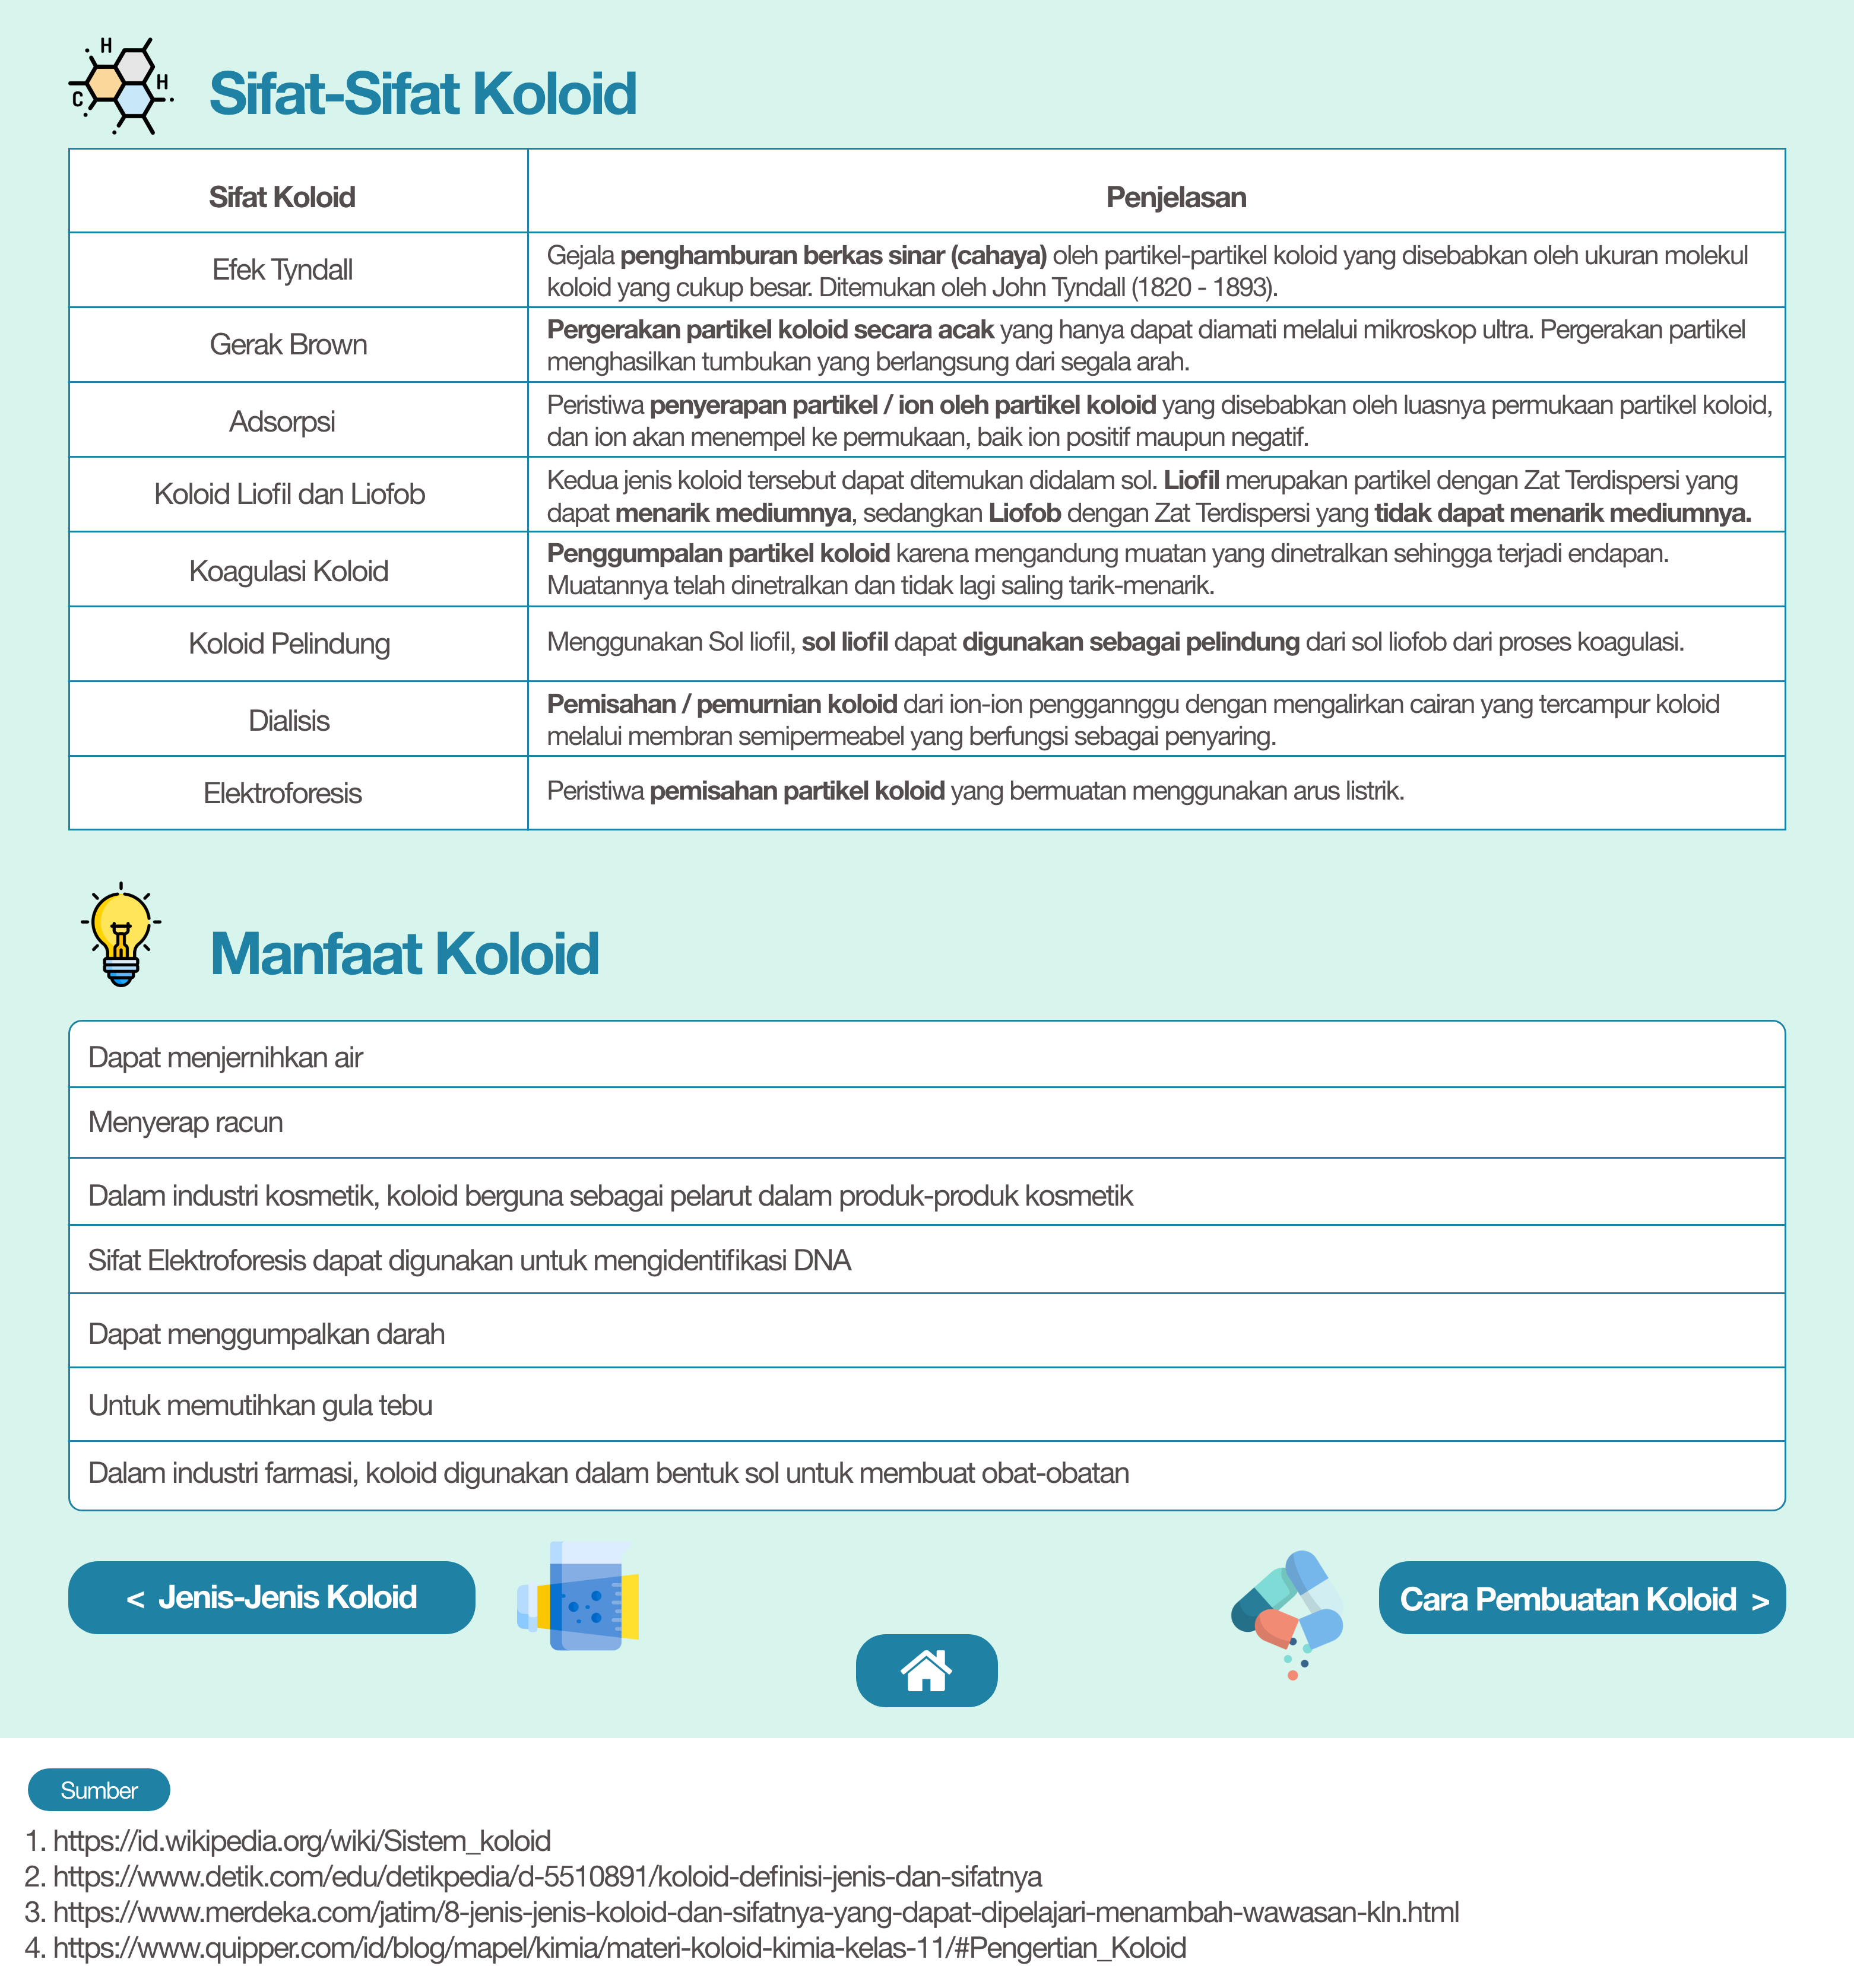 H
H
C
Sifat-Sifat Koloid
Sifat Koloid
Penjelasan
Efek Tyndall
Gejala penghamburan berkas sinar (cahaya) oleh partikel-partikel koloid yang disebabkan oleh ukuran molekul
koloid yang cukup besar. Ditemukan oleh John Tyndall (1820 - 1893).
Gerak Brown
Pergerakan partikel koloid secara acak yang hanya dapat diamati melalui mikroskop ultra. Pergerakan partikel
menghasilkan tumbukan yang berlangsung dari segala arah.
Adsorpsi
Peristiwa penyerapan partikel / ion oleh partikel koloid yang disebabkan oleh luasnya permukaan partikel koloid,
dan ion akan menempel ke permukaan, baik ion positif maupun negatif.
Koloid Liofil dan Liofob
Kedua jenis koloid tersebut dapat ditemukan didalam sol. Liofil merupakan partikel dengan Zat Terdispersi yang
dapat menarik mediumnya, sedangkan Liofob dengan Zat Terdispersi yang tidak dapat menarik mediumnya.
Koagulasi Koloid
Penggumpalan partikel koloid karena mengandung muatan yang dinetralkan sehingga terjadi endapan.
Muatannya telah dinetralkan dan tidak lagi saling tarik-menarik.
Koloid Pelindung
Menggunakan Sol liofil, sol liofil dapat digunakan sebagai pelindung dari sol liofob dari proses koagulasi.
Dialisis
Pemisahan / pemurnian koloid dari ion-ion penggannggu dengan mengalirkan cairan yang tercampur koloid
melalui membran semipermeabel yang berfungsi sebagai penyaring.
Elektroforesis
Peristiwa pemisahan partikel koloid yang bermuatan menggunakan arus listrik.
Manfaat Koloid
Dapat menjernihkan air
Menyerap racun
Dalam industri kosmetik, koloid berguna sebagai pelarut dalam produk-produk kosmetik
Sifat Elektroforesis dapat digunakan untuk mengidentifikasi DNA
Dapat menggumpalkan darah
Untuk memutihkan gula tebu
Dalam industri farmasi, koloid digunakan dalam bentuk sol untuk membuat obat-obatan
< Jenis-Jenis Koloid
Cara Pembuatan Koloid >
Sumber
1. https://id.wikipedia.org/wiki/Sistem_koloid
2. https://www.detik.com/edu/detikpedia/d-5510891/koloid-definisi-jenis-dan-sifatnya
3. https://www.merdeka.com/jatim/8-jenis-jenis-koloid-dan-sifatnya-yang-dapat-dipelajari-menambah-wawasan-kln.html
4. https://www.quipper.com/id/blog/mapel/kimia/materi-koloid-kimia-kelas-11/#Pengertian_Koloid